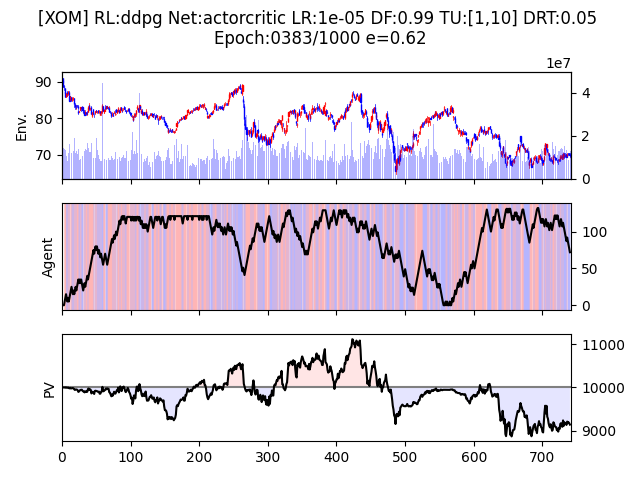 [XOM] RL:ddpg Net:actorcritic LR:1e-05 DF:0.99 TU:[1,10] DRT:0.05
Epoch:0383/1000 e=0.62
1e7
90
80
70
Env.
4
2
0
Agent
100
50
0
PV
11000
10000
9000
0 100 200 300 400 500 600 700